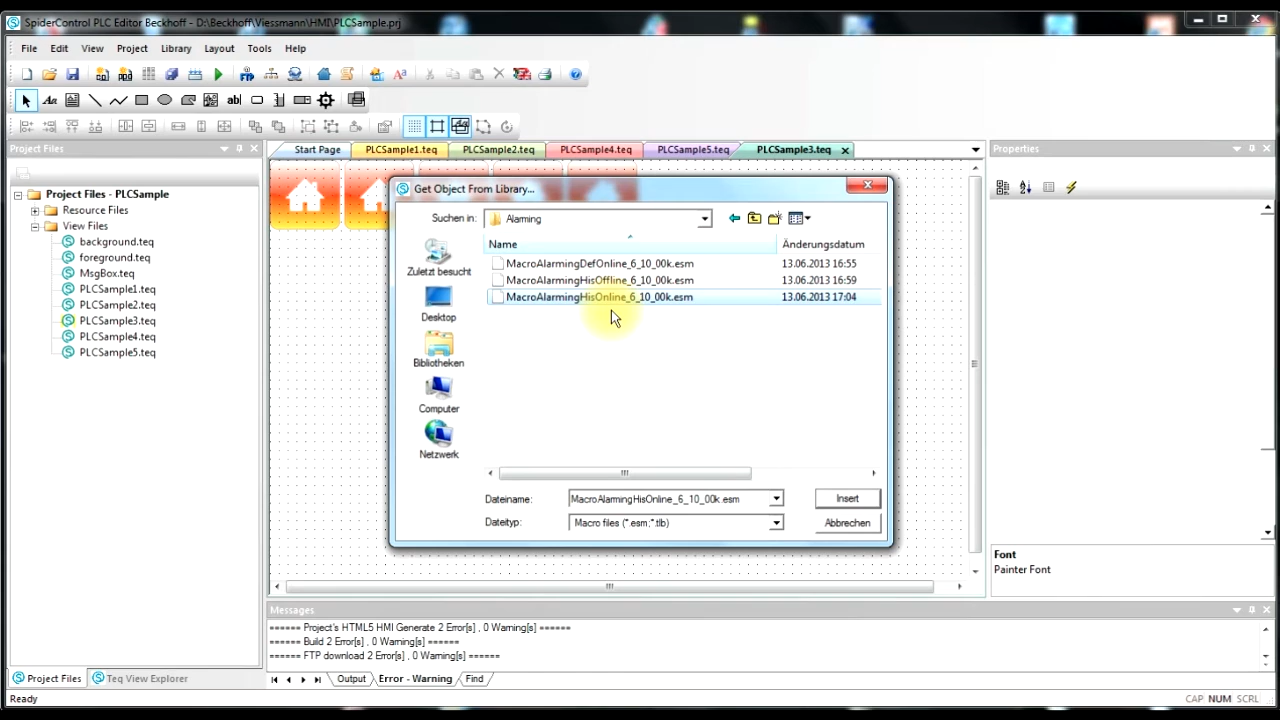 SpiderControl PLC Editor Beckhoff - D:\Beckhoff\Viessmann\HMI\PLCSample.prj
File Edit View Project Library Layout Tools Help
Project Files
Start Page PLCSample1.teq PLCSample2.teq PLCSample4.teq PLCSample5.teq PLCSample3.teq
Properties
Project Files - PLCSample
Resource Files
View Files
background.teq
foreground.teq
MsgBox.teq
PLCSample1.teq
PLCSample2.teq
PLCSample3.teq
PLCSample4.teq
PLCSample5.teq
Get Object From Library...
Suchen in: Alarming
Name Änderungsdatum
MacroAlarmingDefOnline_6_10_00k.esm 13.06.2013 16:55
MacroAlarmingHisOffline_6_10_00k.esm 13.06.2013 16:59
MacroAlarmingHisOnline_6_10_00k.esm 13.06.2013 17:04
Zuletzt besucht
Desktop
Bibliotheken
Computer
Netzwerk
Dateiname: MacroAlarmingHisOnline_6_10_00k.esm Insert
Dateityp: Macro files (*.esm;*.tlb) Abbrechen
Font
Painter Font
Messages
====== Project's HTML5 HMI Generate 2 Error[s] , 0 Warning[s] ======
====== Build 2 Error[s] , 0 Warning[s] ======
====== FTP download 2 Error[s] , 0 Warning[s] ======
Project Files Teq View Explorer
Output Error - Warning Find
Ready
CAP NUM SCRL